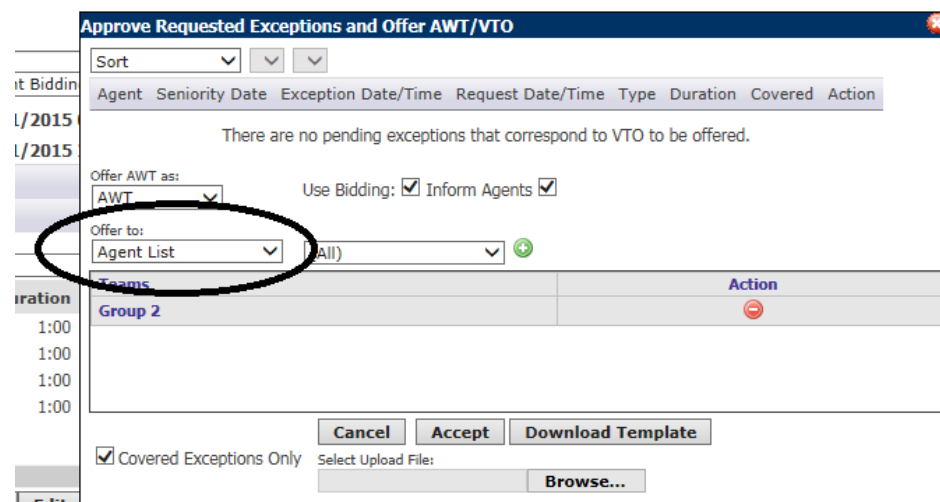 Approve Requested Exceptions and Offer AWT/VTO
Sort
Agent Seniority Date Exception Date/Time Request Date/Time Type Duration Covered Action
1/2015
There are no pending exceptions that correspond to VTO to be offered.
1/2015
Offer AWT as:
AWT
Use Bidding: Inform Agents
Offer to:
Agent List
(All)
Teams Action
Group 2
1:00
1:00
1:00
1:00
Cancel Accept Download Template
Covered Exceptions Only Select Upload File:
Browse...